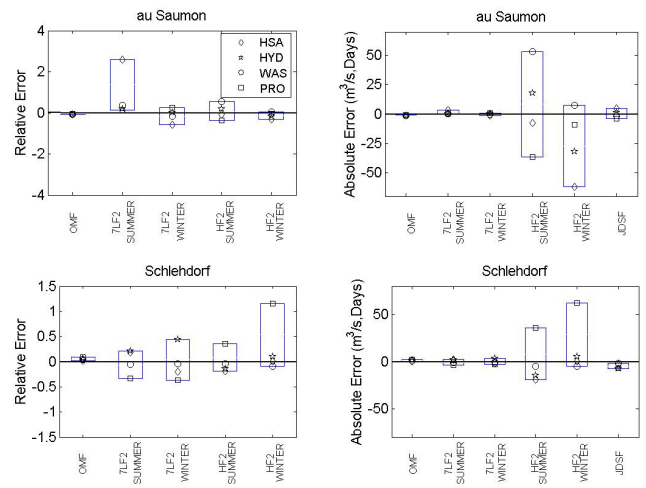 au Saumon
4
2
0
-2
-4
Relative Error
HSA
HYD
WAS
PRO
OMF
7LF2
SUMMER
7LF2
WINTER
HF2
SUMMER
HF2
WINTER
au Saumon
50
25
0
-25
-50
Absolute Error (m³/s,Days)
OMF
7LF2
SUMMER
7LF2
WINTER
HF2
SUMMER
HF2
WINTER
JDSF
Schlehdorf
1.5
1
0.5
0
-0.5
-1
-1.5
Relative Error
OMF
7LF2
SUMMER
7LF2
WINTER
HF2
SUMMER
HF2
WINTER
Schlehdorf
50
0
-50
Absolute Error (m³/s,Days)
OMF
7LF2
SUMMER
7LF2
WINTER
HF2
SUMMER
HF2
WINTER
JDSF